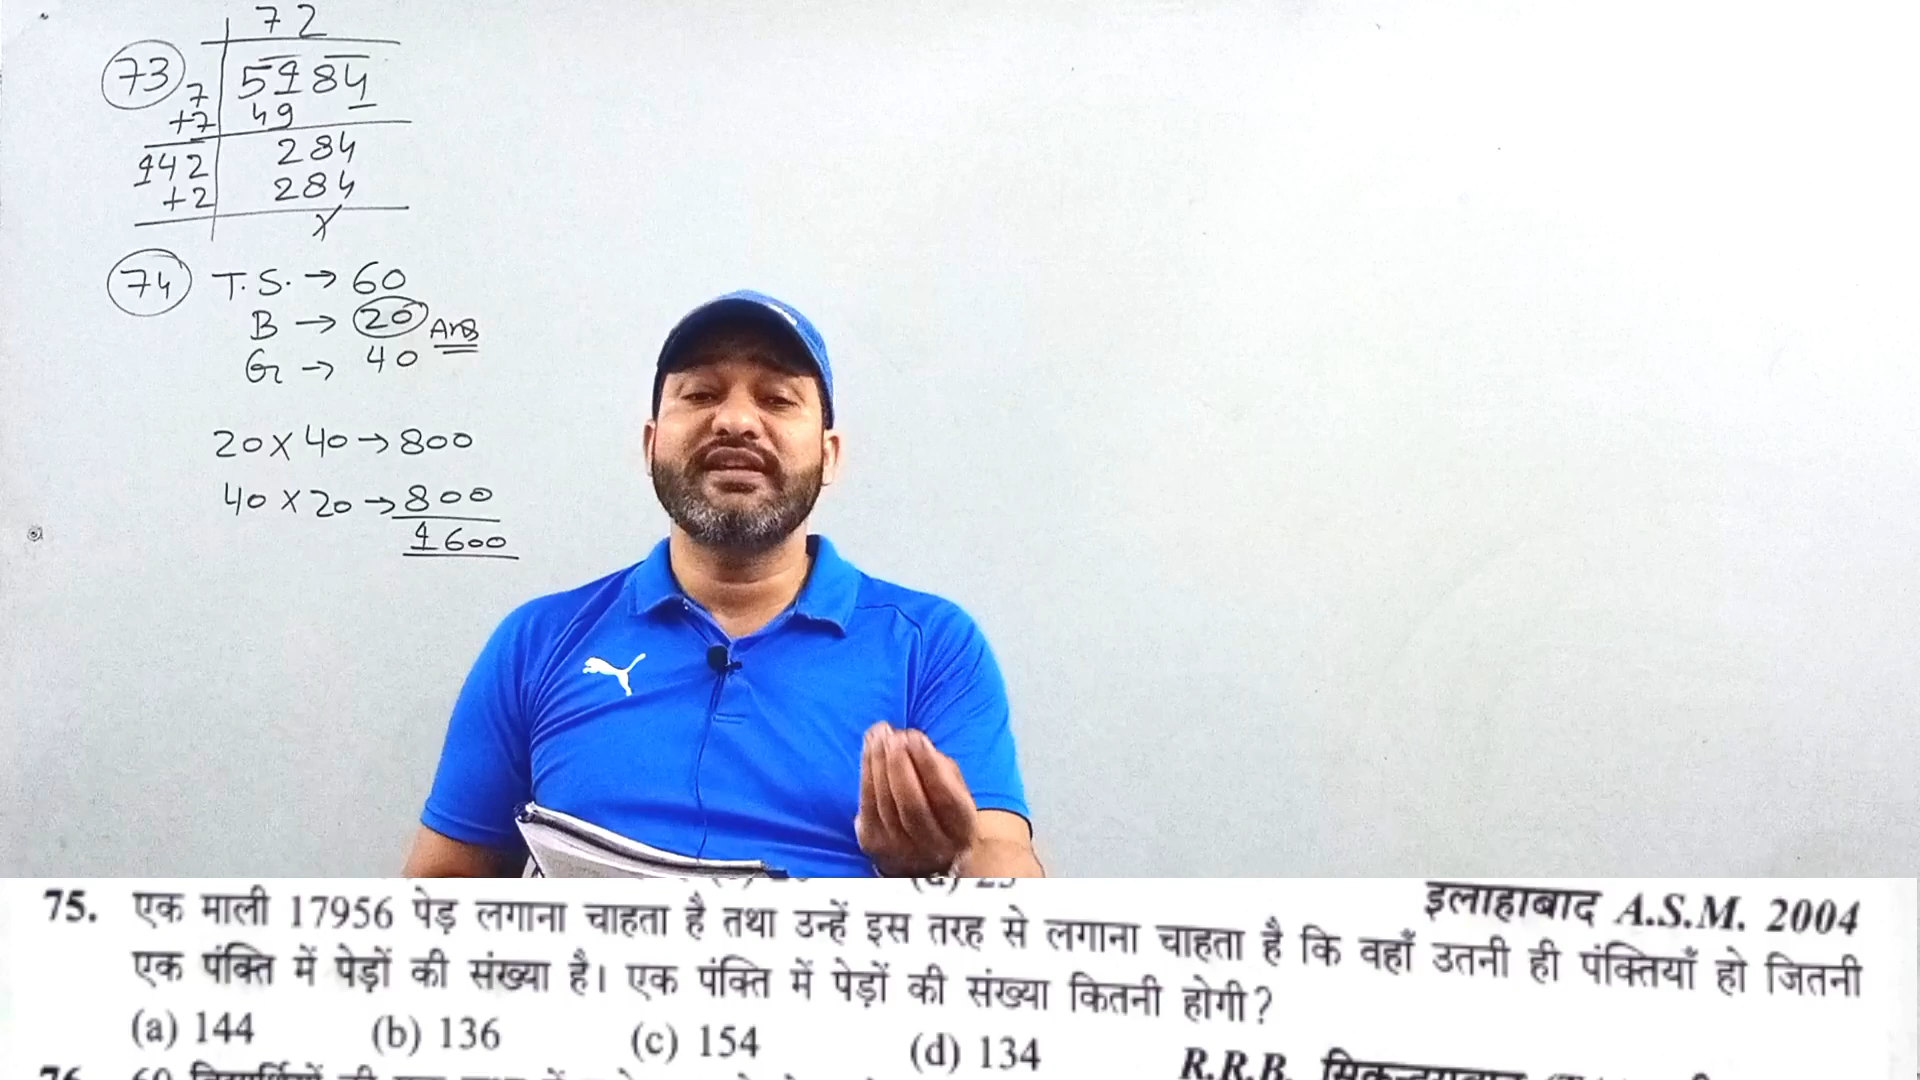 72
73 7 5184
+7 49
142 284
+2 284
x
74 T.S. → 60
B → 20 Ans
G → 40
20 x 40 → 800
40 x 20 → 800
1600
इलाहाबाद A.S.M. 2004
75. एक माली 17956 पेड़ लगाना चाहता है तथा उन्हें इस तरह से लगाना चाहता है कि वहाँ उतनी ही पंक्तियाँ हो जितनी
एक पंक्ति में पेड़ों की संख्या है। एक पंक्ति में पेड़ों की संख्या कितनी होगी?
(a) 144 (b) 136 (c) 154 (d) 134
R.R.B.